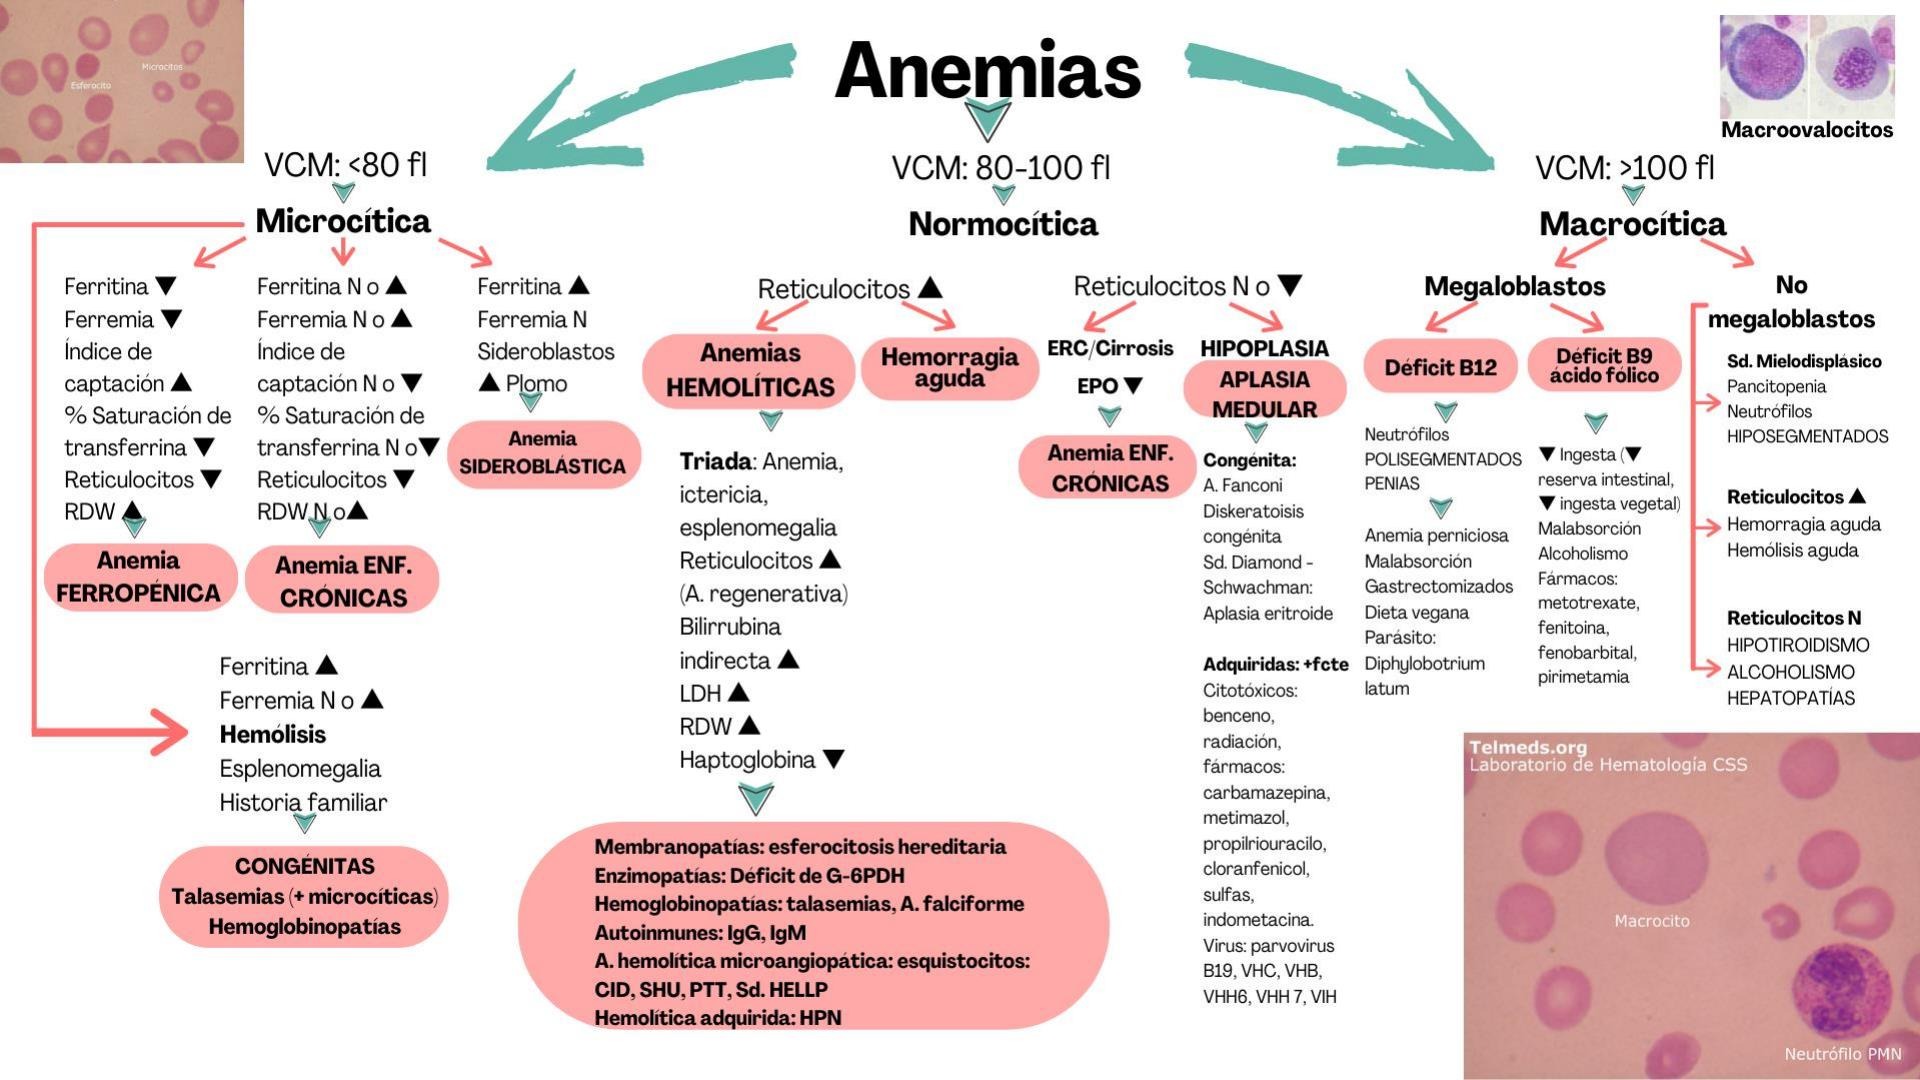 Esferocito
Microcitos
Anemias
Macroovalocitos
VCM: <80 fl
Microcítica
Ferritina ▼
Ferremia ▼
Índice de
captación ▲
% Saturación de
transferrina ▼
Reticulocitos ▼
RDW ▲
Anemia
FERROPÉNICA
Ferritina N o ▲
Ferremia N o ▲
Índice de
captación N o ▼
% Saturación de
transferrina N o▼
Reticulocitos ▼
RDW N o▲
Anemia ENF.
CRÓNICAS
Ferritina ▲
Ferremia N
Sideroblastos
▲ Plomo
Anemia
SIDEROBLÁSTICA
Ferritina ▲
Ferremia N o ▲
Hemólisis
Esplenomegalia
Historia familiar
CONGÉNITAS
Talasemias (+ microcíticas)
Hemoglobinopatías
VCM: 80-100 fl
Normocítica
Reticulocitos ▲
Anemias
HEMOLÍTICAS
Hemorragia
aguda
Triada: Anemia,
ictericia,
esplenomegalia
Reticulocitos ▲
(A. regenerativa)
Bilirrubina
indirecta ▲
LDH ▲
RDW ▲
Haptoglobina ▼
Membranopatías: esferocitosis hereditaria
Enzimopatías: Déficit de G-6PDH
Hemoglobinopatías: talasemias, A. falciforme
Autoinmunes: IgG, IgM
A. hemolítica microangiopática: esquistocitos:
CID, SHU, PTT, Sd. HELLP
Hemolítica adquirida: HPN
Reticulocitos N o ▼
ERC/Cirrosis
EPO ▼
Anemia ENF.
CRÓNICAS
HIPOPLASIA
APLASIA
MEDULAR
Congénita:
A. Fanconi
Diskeratoisis
congénita
Sd. Diamond -
Schwachman:
Aplasia eritroide
Adquiridas: +fcte
Citotóxicos:
benceno,
radiación,
fármacos:
carbamazepina,
metimazol,
propilriouracilo,
cloranfenicol,
sulfas,
indometacina.
Virus: parvovirus
B19, VHC, VHB,
VHH6, VHH 7, VIH
VCM: >100 fl
Macrocítica
Megaloblastos
Déficit B12
Neutrófilos
POLISEGMENTADOS
PENIAS
Anemia perniciosa
Malabsorción
Gastrectomizados
Dieta vegana
Parásito:
Diphylobotrium
latum
Déficit B9
ácido fólico
▼ Ingesta (▼
reserva intestinal,
▼ ingesta vegetal)
Malabsorción
Alcoholismo
Fármacos:
metotrexate,
fenitoina,
fenobarbital,
pirimetamia
No
megaloblastos
Sd. Mielodisplásico
Pancitopenia
Neutrófilos
HIPOSEGMENTADOS
Reticulocitos ▲
Hemorragia aguda
Hemólisis aguda
Reticulocitos N
HIPOTIROIDISMO
ALCOHOLISMO
HEPATOPATÍAS
Telmeds.org
Laboratorio de Hematología CSS
Macrocito
Neutrófilo PMN